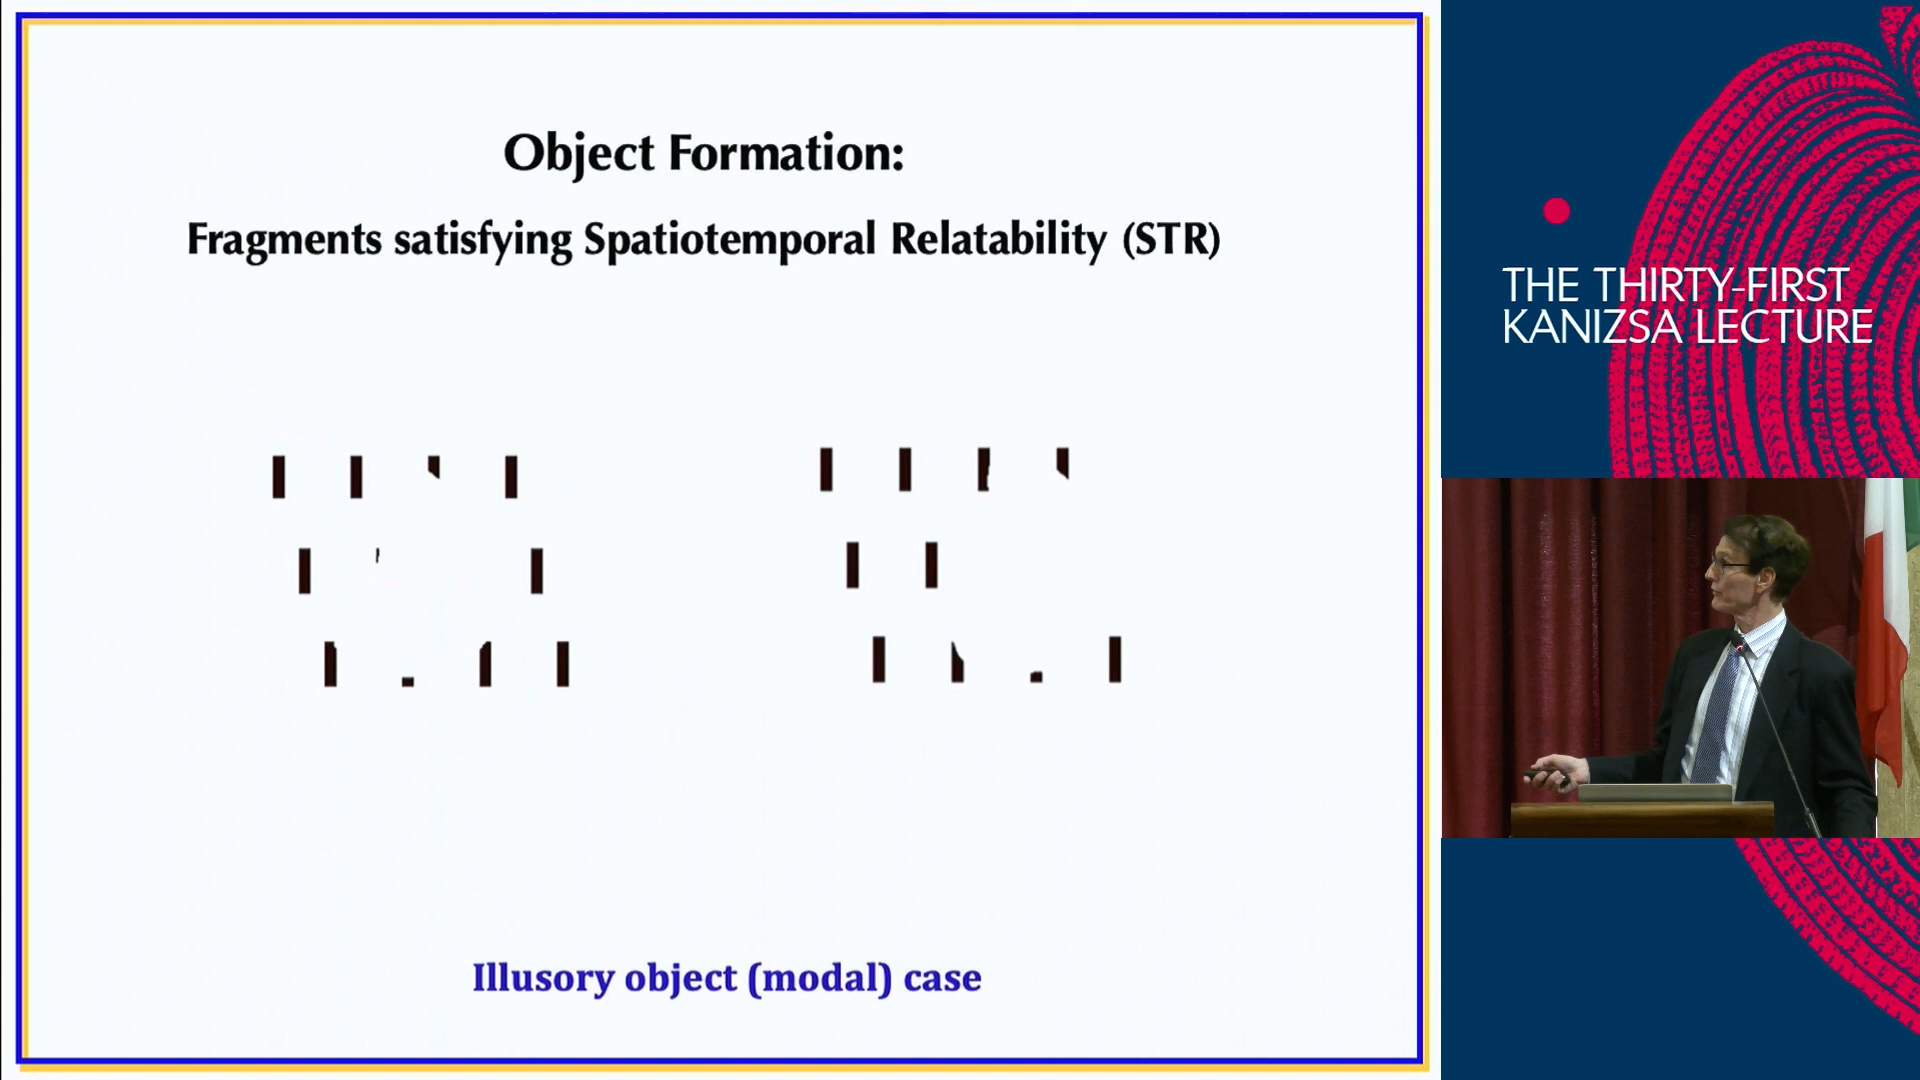 Object Formation:
Fragments satisfying Spatiotemporal Relatability (STR)
Illusory object (modal) case
THE THIRTY-FIRST
KANIZSA LECTURE